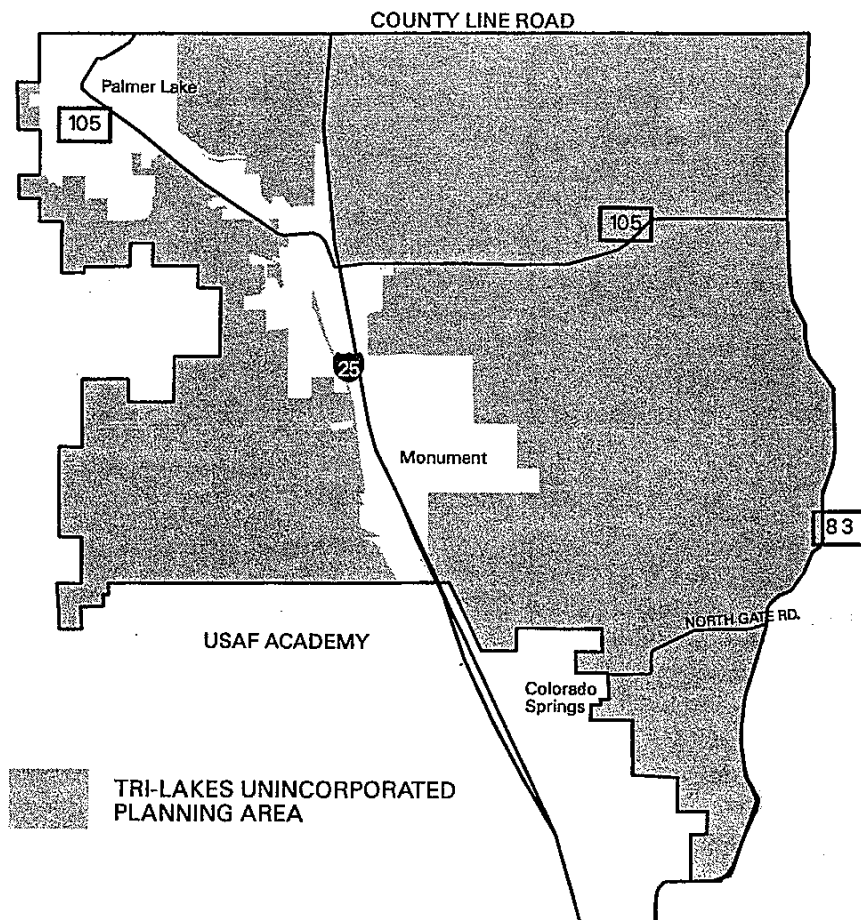 COUNTY LINE ROAD
Palmer Lake
105
105
25
Monument
83
NORTH GATE RD.
USAF ACADEMY
Colorado
Springs
TRI-LAKES UNINCORPORATED
PLANNING AREA